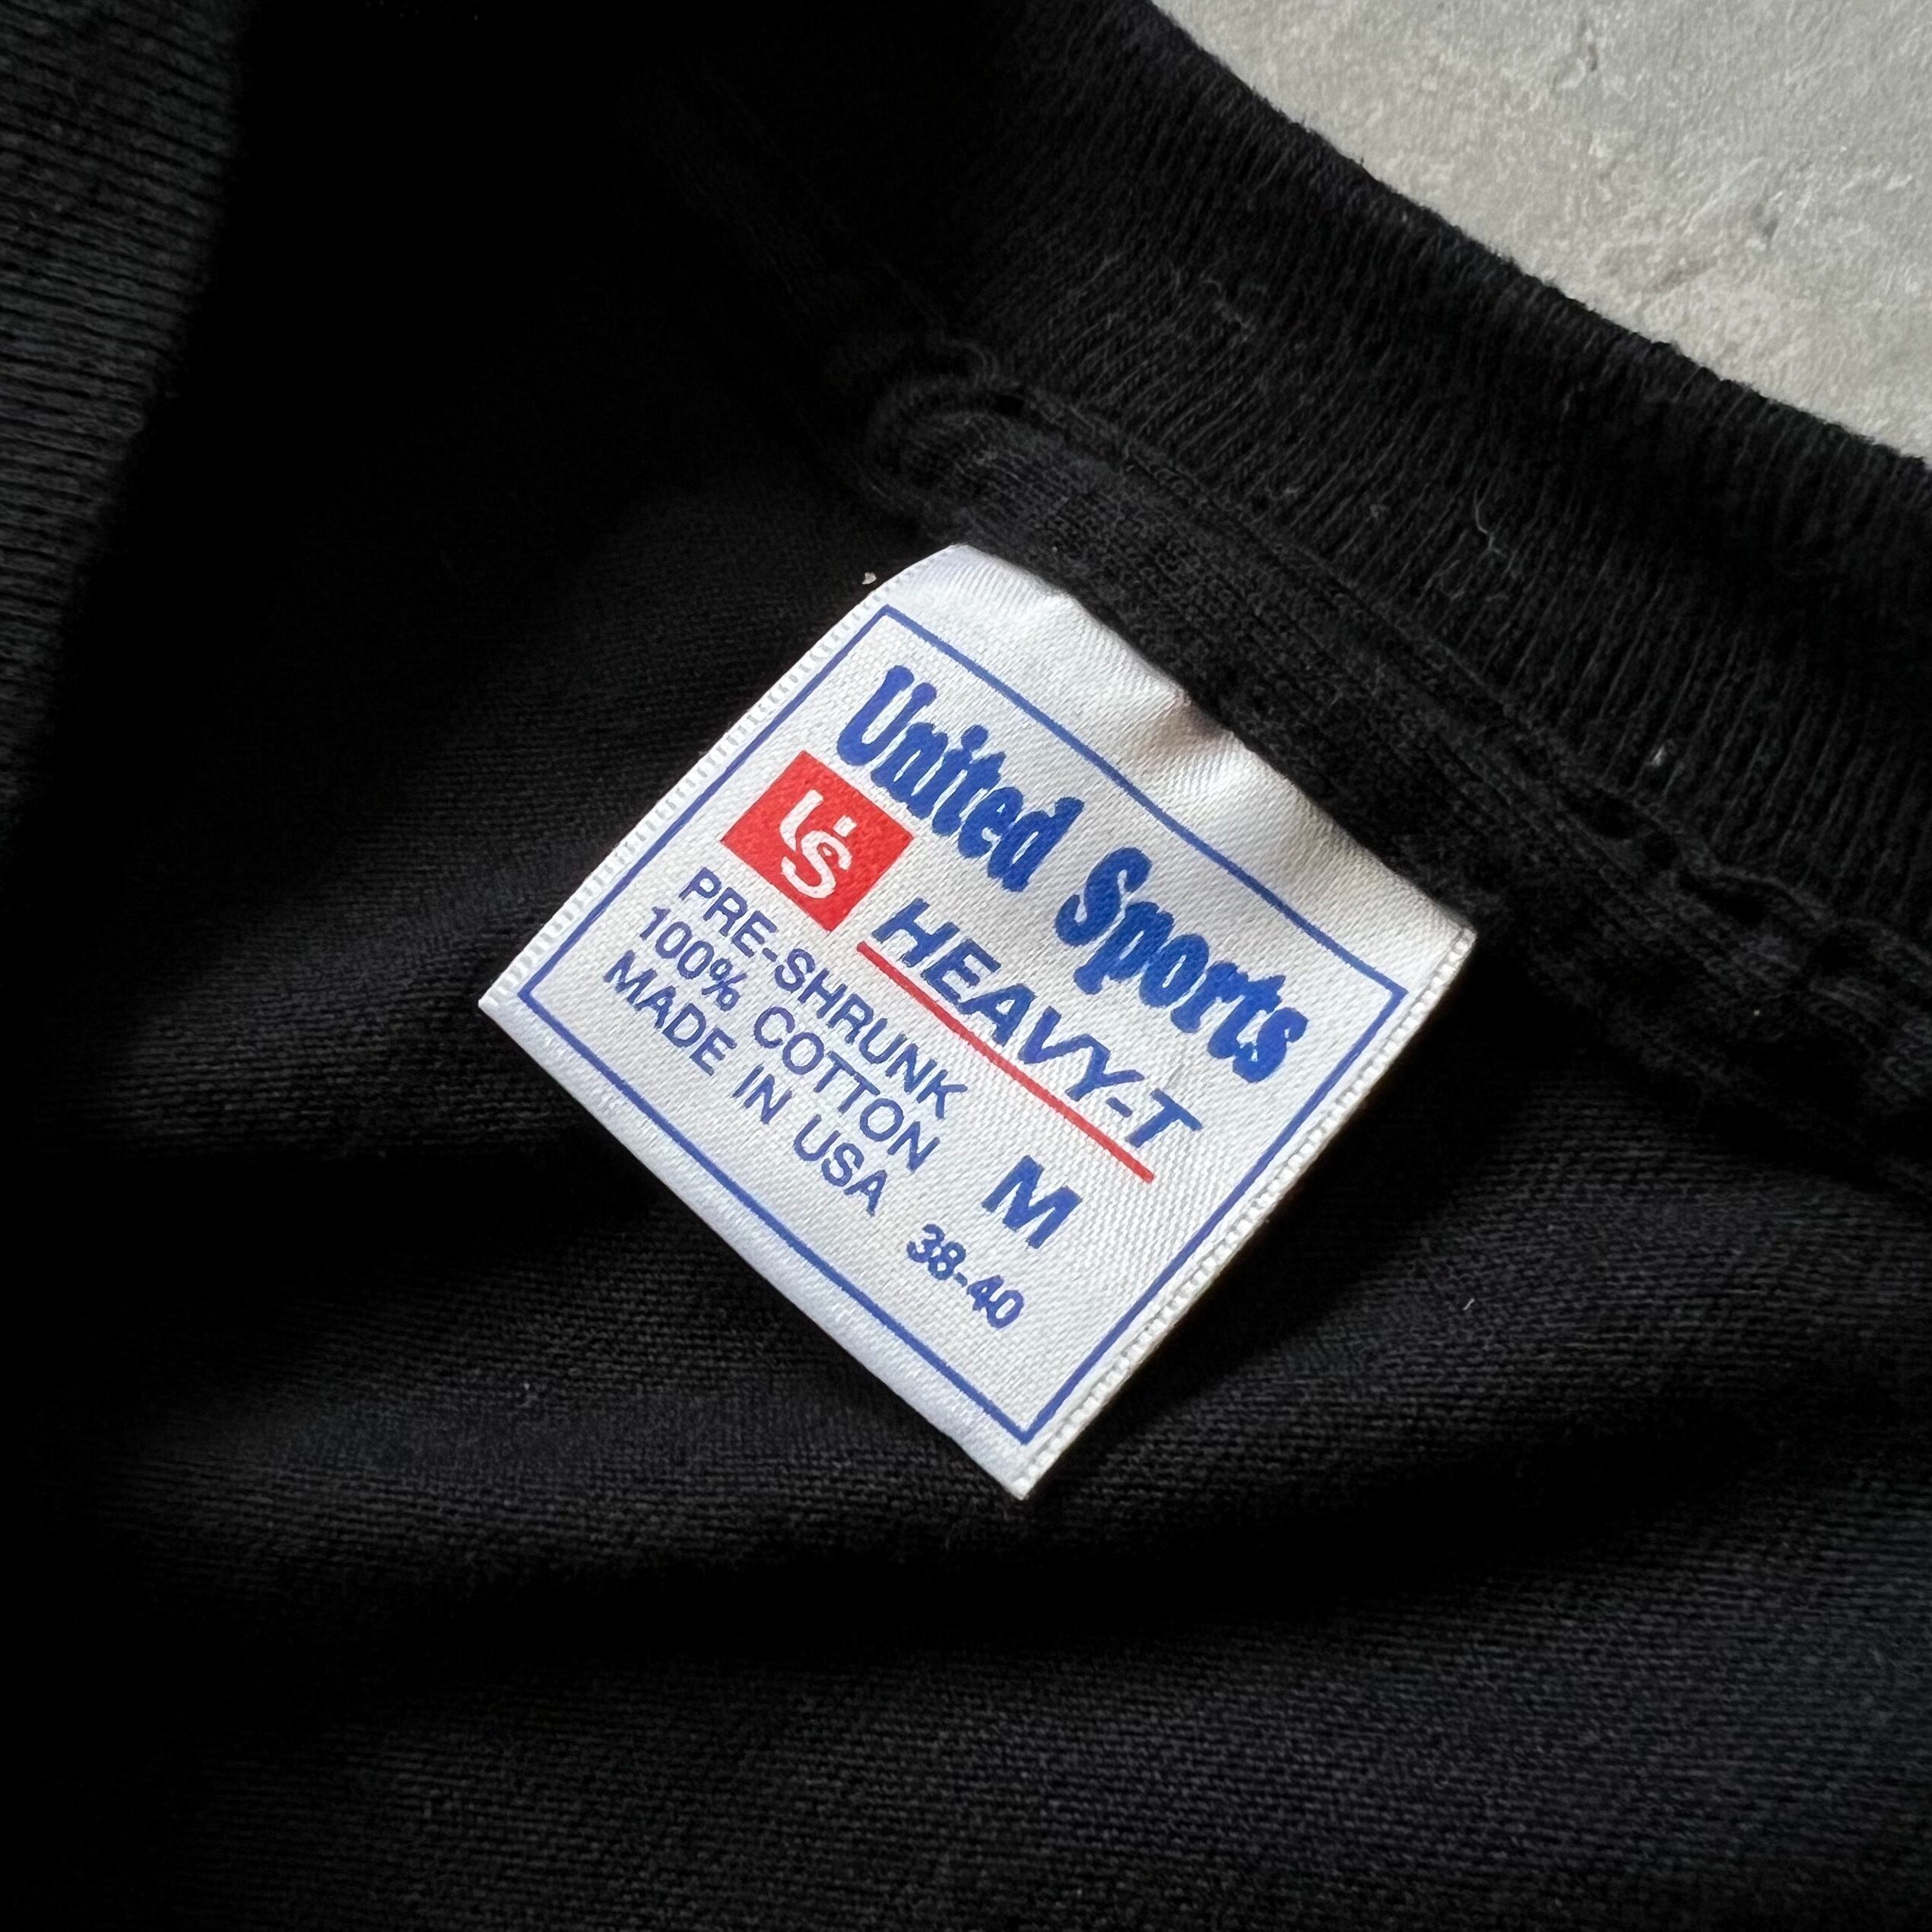 United Sports
US HEAVY-T
PRE-SHRUNK
100% COTTON M
MADE IN USA 38-40